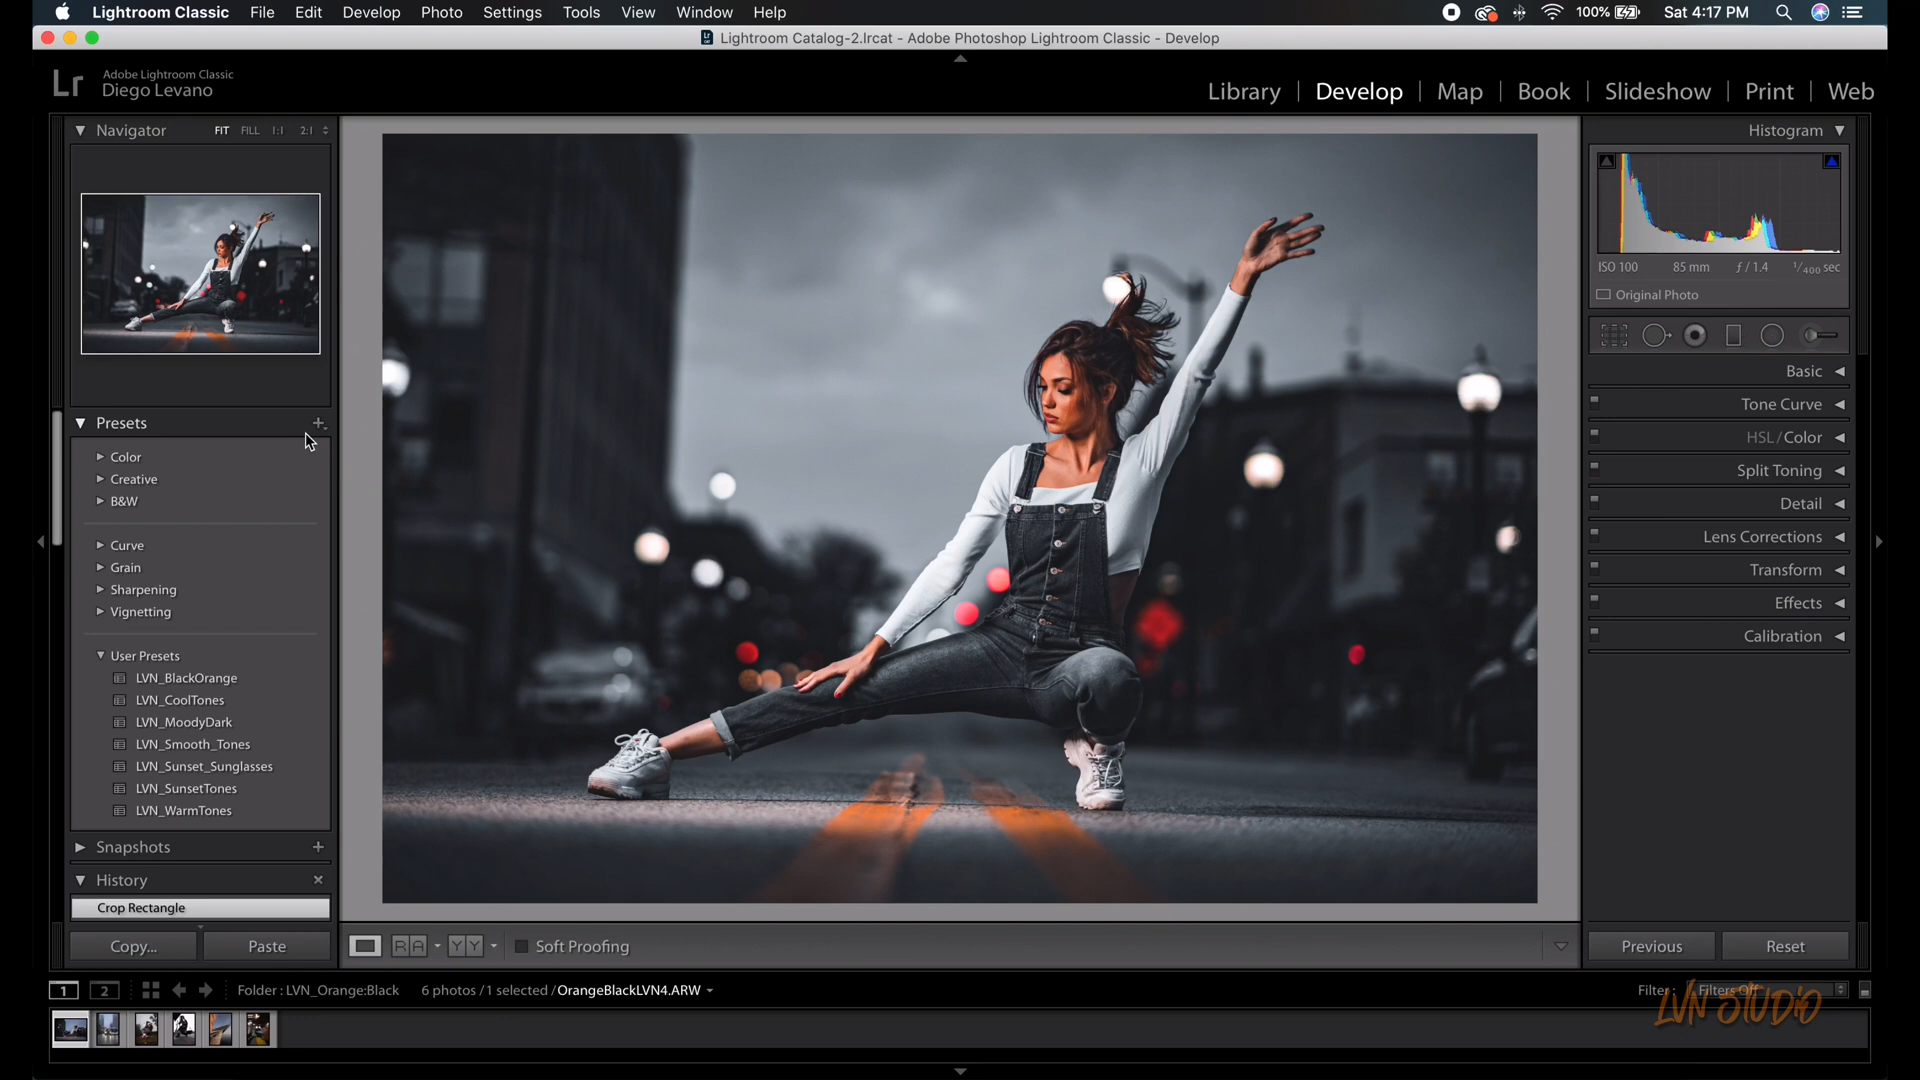 Lightroom Classic File Edit Develop Photo Settings Tools View Window Help 100% Sat 4:17 PM
Lightroom Catalog-2.lrcat - Adobe Photoshop Lightroom Classic - Develop
Lr Adobe Lightroom Classic
Diego Levano
Library | Develop | Map | Book | Slideshow | Print | Web
Navigator FIT FILL 1:1 2:1
Histogram
ISO 100 85 mm ƒ / 1.4 1/400 sec
Original Photo
Basic
Tone Curve
HSL / Color
Split Toning
Detail
Lens Corrections
Transform
Effects
Calibration
Presets
Color
Creative
B&W
Curve
Grain
Sharpening
Vignetting
User Presets
LVN_BlackOrange
LVN_CoolTones
LVN_MoodyDark
LVN_Smooth_Tones
LVN_Sunset_Sunglasses
LVN_SunsetTones
LVN_WarmTones
Snapshots
History
Crop Rectangle
Copy... Paste
R A Y Y Soft Proofing
Previous Reset
1 2 Folder : LVN_Orange:Black 6 photos / 1 selected / OrangeBlackLVN4.ARW
Filter : Filters Off
LVN STUDIO